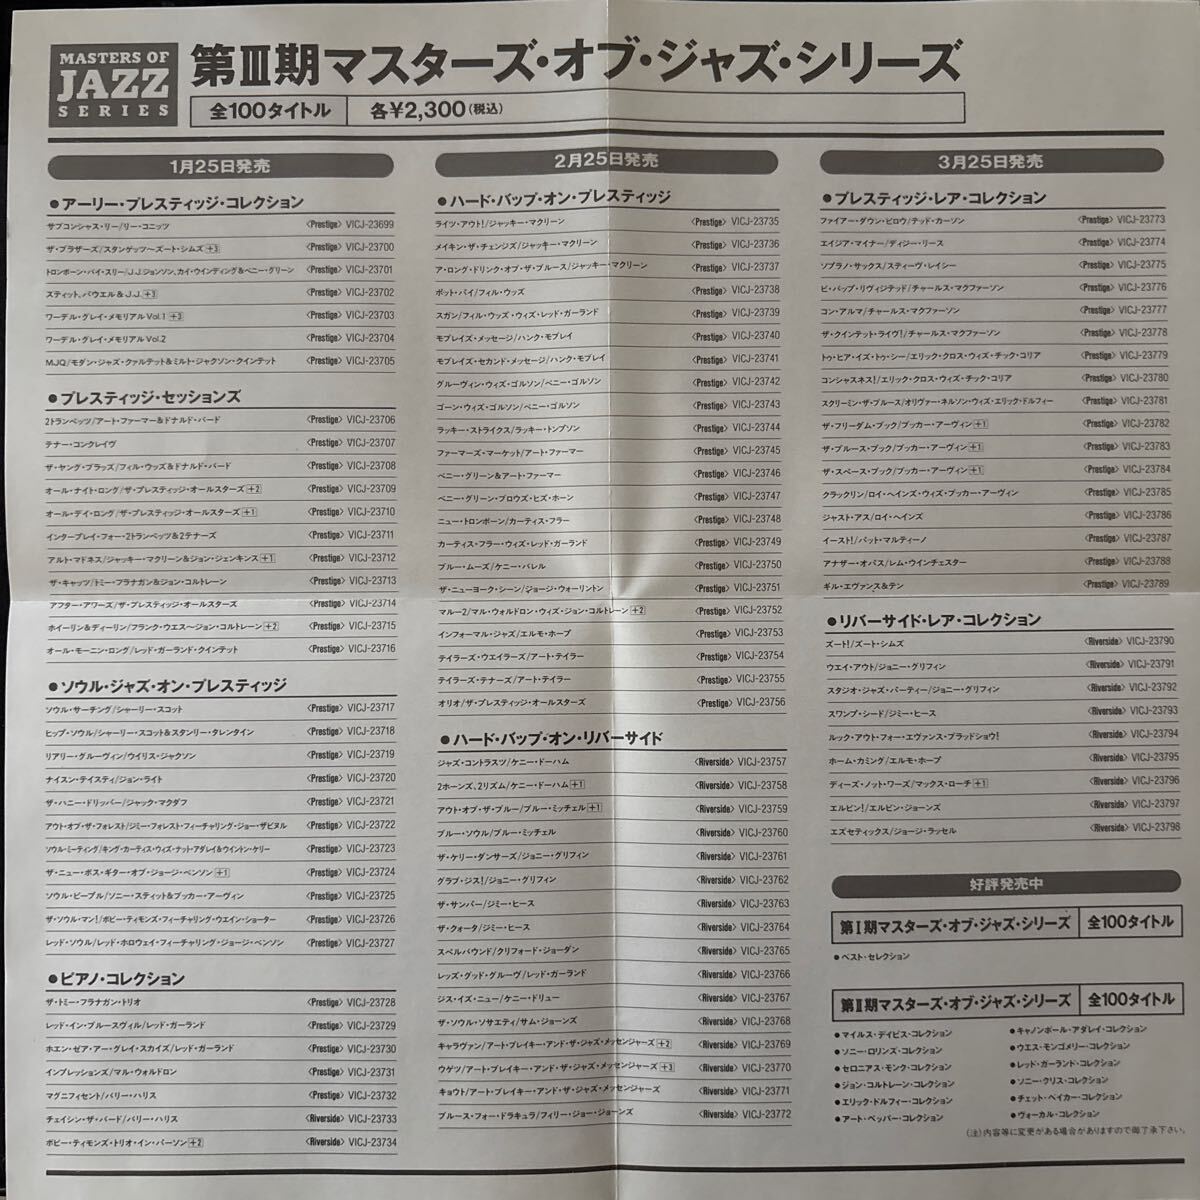 MASTERS OF
JAZZ
SERIES
第Ⅲ期マスターズ・オブ・ジャズ・シリーズ
全100タイトル 各¥2,300(税込)
1月25日発売
●アーリー・プレスティッジ・コレクション
サブコンシャス・リー/リー・コニッツ 〈Prestige〉 VICJ-23699
ザ・ブラザーズ/スタンゲッツ〜ズート・シムズ+3 〈Prestige〉 VICJ-23700
トロンボーン・バイ・スリー/J.J.ジョンソン、カイ・ウィンディング&ベニー・グリーン 〈Prestige〉 VICJ-23701
スティット、パウエル&J.J.+3 〈Prestige〉 VICJ-23702
ワーデル・グレイ・メモリアルVol.1+3 〈Prestige〉 VICJ-23703
ワーデル・グレイ・メモリアルVol.2 〈Prestige〉 VICJ-23704
MJQ/モダン・ジャズ・クァルテット&ミルト・ジャクソン・クインテット 〈Prestige〉 VICJ-23705
●プレスティッジ・セッションズ
2トランペッツ/アート・ファーマー&ドナルド・バード 〈Prestige〉 VICJ-23706
テナー・コンクレイヴ 〈Prestige〉 VICJ-23707
ザ・ヤング・ブラッズ/フィル・ウッズ&ドナルド・バード 〈Prestige〉 VICJ-23708
オール・ナイト・ロング/ザ・プレスティッジ・オールスターズ+2 〈Prestige〉 VICJ-23709
オール・デイ・ロング/ザ・プレスティッジ・オールスターズ+1 〈Prestige〉 VICJ-23710
インタープレイ・フォー・2トランペッツ&2テナーズ 〈Prestige〉 VICJ-23711
アルト・マドネス/ジャッキー・マクリーン&ジョン・ジェンキンス+1 〈Prestige〉 VICJ-23712
ザ・キャッツ/トミー・フラナガン&ジョン・コルトレーン 〈Prestige〉 VICJ-23713
アフター・アワーズ/ザ・プレスティッジ・オールスターズ 〈Prestige〉 VICJ-23714
ホイーリン&ディーリン/フランク・ウエス〜ジョン・コルトレーン+2 〈Prestige〉 VICJ-23715
オール・モーニン・ロング/レッド・ガーランド・クインテット 〈Prestige〉 VICJ-23716
●ソウル・ジャズ・オン・プレスティッジ
ソウル・サーチング/シャーリー・スコット 〈Prestige〉 VICJ-23717
ヒップ・ソウル/シャーリー・スコット&スタンリー・タレンタイン 〈Prestige〉 VICJ-23718
リアリー・グルーヴィン/ウイリス・ジャクソン 〈Prestige〉 VICJ-23719
ナイスン・テイスティ/ジョン・ライト 〈Prestige〉 VICJ-23720
ザ・ハニー・ドリッパー/ジャック・マクダフ 〈Prestige〉 VICJ-23721
アウト・オブ・ザ・フォレスト/ジミー・フォレスト・フィーチャリング・ジョー・ザビヌル 〈Prestige〉 VICJ-23722
ソウル・ミーティング/キング・カーティス・ウィズ・ナット・アダレイ&ウイントン・ケリー 〈Prestige〉 VICJ-23723
ザ・ニュー・ボス・ギター・オブ・ジョージ・ベンソン+1 〈Prestige〉 VICJ-23724
ソウル・ピープル/ソニー・スティット&ブッカー・アーヴィン 〈Prestige〉 VICJ-23725
ザ・ソウル・マン!/ボビー・ティモンズ・フィーチャリング・ウエイン・ショーター 〈Prestige〉 VICJ-23726
レッド・ソウル/レッド・ホロウェイ・フィーチャリング・ジョージ・ベンソン 〈Prestige〉 VICJ-23727
●ピアノ・コレクション
ザ・トミー・フラナガン・トリオ 〈Prestige〉 VICJ-23728
レッド・イン・ブルースヴィル/レッド・ガーランド 〈Prestige〉 VICJ-23729
ホエン・ゼア・アー・グレイ・スカイズ/レッド・ガーランド 〈Prestige〉 VICJ-23730
インプレッションズ/マル・ウォルドロン 〈Prestige〉 VICJ-23731
マグニフィセント/バリー・ハリス 〈Prestige〉 VICJ-23732
チェイシン・ザ・バード/バリー・ハリス 〈Riverside〉 VICJ-23733
ボビー・ティモンズ・トリオ・イン・パーソン+2 〈Riverside〉 VICJ-23734
2月25日発売
●ハード・バップ・オン・プレスティッジ
ライツ・アウト!/ジャッキー・マクリーン 〈Prestige〉 VICJ-23735
メイキン・ザ・チェンジズ/ジャッキー・マクリーン 〈Prestige〉 VICJ-23736
ア・ロング・ドリンク・オブ・ザ・ブルース/ジャッキー・マクリーン 〈Prestige〉 VICJ-23737
ポット・パイ/フィル・ウッズ 〈Prestige〉 VICJ-23738
スガン/フィル・ウッズ・ウィズ・レッド・ガーランド 〈Prestige〉 VICJ-23739
モブレイズ・メッセージ/ハンク・モブレイ 〈Prestige〉 VICJ-23740
モブレイズ・セカンド・メッセージ/ハンク・モブレイ 〈Prestige〉 VICJ-23741
グルーヴィン・ウィズ・ゴルソン/ベニー・ゴルソン 〈Prestige〉 VICJ-23742
ゴーン・ウィズ・ゴルソン/ベニー・ゴルソン 〈Prestige〉 VICJ-23743
ラッキー・ストライクス/ラッキー・トンプソン 〈Prestige〉 VICJ-23744
ファーマーズ・マーケット/アート・ファーマー 〈Prestige〉 VICJ-23745
ベニー・グリーン&アート・ファーマー 〈Prestige〉 VICJ-23746
ベニー・グリーン・ブロウズ・ヒズ・ホーン 〈Prestige〉 VICJ-23747
ニュー・トロンボーン/カーティス・フラー 〈Prestige〉 VICJ-23748
カーティス・フラー・ウィズ・レッド・ガーランド 〈Prestige〉 VICJ-23749
ブルー・ムーズ/ケニー・バレル 〈Prestige〉 VICJ-23750
ザ・ニューヨーク・シーン/ジョージ・ウォーリントン 〈Prestige〉 VICJ-23751
マル-2/マル・ウォルドロン・ウィズ・ジョン・コルトレーン+2 〈Prestige〉 VICJ-23752
インフォーマル・ジャズ/エルモ・ホープ 〈Prestige〉 VICJ-23753
テイラーズ・ウエイラーズ/アート・テイラー 〈Prestige〉 VICJ-23754
テイラーズ・テナーズ/アート・テイラー 〈Prestige〉 VICJ-23755
オリオ/ザ・プレスティッジ・オールスターズ 〈Prestige〉 VICJ-23756
●ハード・バップ・オン・リバーサイド
ジャズ・コントラスツ/ケニー・ドーハム 〈Riverside〉 VICJ-23757
2ホーンズ、2リズム/ケニー・ドーハム+1 〈Riverside〉 VICJ-23758
アウト・オブ・ザ・ブルー/ブルー・ミッチェル+1 〈Riverside〉 VICJ-23759
ブルー・ソウル/ブルー・ミッチェル 〈Riverside〉 VICJ-23760
ザ・ケリー・ダンサーズ/ジョニー・グリフィン 〈Riverside〉 VICJ-23761
グラブ・ジス!/ジョニー・グリフィン 〈Riverside〉 VICJ-23762
ザ・サンパー/ジミー・ヒース 〈Riverside〉 VICJ-23763
ザ・クォータ/ジミー・ヒース 〈Riverside〉 VICJ-23764
スペルバウンド/クリフォード・ジョーダン 〈Riverside〉 VICJ-23765
レッズ・グッド・グルーヴ/レッド・ガーランド 〈Riverside〉 VICJ-23766
ジス・イズ・ニュー/ケニー・ドリュー 〈Riverside〉 VICJ-23767
ザ・ソウル・ソサエティ/サム・ジョーンズ 〈Riverside〉 VICJ-23768
キャラヴァン/アート・ブレイキー・アンド・ザ・ジャズ・メッセンジャーズ+2 〈Riverside〉 VICJ-23769
ウゲツ/アート・ブレイキー・アンド・ザ・ジャズ・メッセンジャーズ+3 〈Riverside〉 VICJ-23770
キョウト/アート・ブレイキー・アンド・ザ・ジャズ・メッセンジャーズ 〈Riverside〉 VICJ-23771
ブルース・フォー・ドラキュラ/フィリー・ジョー・ジョーンズ 〈Riverside〉 VICJ-23772
3月25日発売
●プレスティッジ・レア・コレクション
ファイアー・ダウン・ビロウ/テッド・カーソン 〈Prestige〉 VICJ-23773
エイジア・マイナー/ディジー・リース 〈Prestige〉 VICJ-23774
ソプラノ・サックス/スティーヴ・レイシー 〈Prestige〉 VICJ-23775
ビ・バップ・リヴィジテッド/チャールス・マクファーソン 〈Prestige〉 VICJ-23776
コン・アルマ/チャールス・マクファーソン 〈Prestige〉 VICJ-23777
ザ・クインテット・ライヴ!/チャールス・マクファーソン 〈Prestige〉 VICJ-23778
トゥ・ヒア・イズ・トゥ・シー/エリック・クロス・ウィズ・チック・コリア 〈Prestige〉 VICJ-23779
コンシャスネス!/エリック・クロス・ウィズ・チック・コリア 〈Prestige〉 VICJ-23780
スクリーミン・ザ・ブルース/オリヴァー・ネルソン・ウィズ・エリック・ドルフィー 〈Prestige〉 VICJ-23781
ザ・フリーダム・ブック/ブッカー・アーヴィン+1 〈Prestige〉 VICJ-23782
ザ・ブルース・ブック/ブッカー・アーヴィン+1 〈Prestige〉 VICJ-23783
ザ・スペース・ブック/ブッカー・アーヴィン+1 〈Prestige〉 VICJ-23784
クラックリン/ロイ・ヘインズ・ウィズ・ブッカー・アーヴィン 〈Prestige〉 VICJ-23785
ジャスト・アス/ロイ・ヘインズ 〈Prestige〉 VICJ-23786
イースト!/パット・マルティーノ 〈Prestige〉 VICJ-23787
アナザー・オパス/レム・ウインチェスター 〈Prestige〉 VICJ-23788
ギル・エヴァンス&テン 〈Prestige〉 VICJ-23789
●リバーサイド・レア・コレクション
ズート!/ズート・シムズ 〈Riverside〉 VICJ-23790
ウエイ・アウト/ジョニー・グリフィン 〈Riverside〉 VICJ-23791
スタジオ・ジャズ・パーティー/ジョニー・グリフィン 〈Riverside〉 VICJ-23792
スワンプ・シード/ジミー・ヒース 〈Riverside〉 VICJ-23793
ルック・アウト・フォー・エヴァンス・ブラッドショウ! 〈Riverside〉 VICJ-23794
ホーム・カミング/エルモ・ホープ 〈Riverside〉 VICJ-23795
ディーズ・ノット・ワーズ/マックス・ローチ+1 〈Riverside〉 VICJ-23796
エルビン!/エルビン・ジョーンズ 〈Riverside〉 VICJ-23797
エズセティックス/ジョージ・ラッセル 〈Riverside〉 VICJ-23798
好評発売中
第Ⅰ期マスターズ・オブ・ジャズ・シリーズ 全100タイトル
●ベスト・セレクション
第Ⅱ期マスターズ・オブ・ジャズ・シリーズ 全100タイトル
●マイルス・デイビス・コレクション
●ソニー・ロリンズ・コレクション
●セロニアス・モンク・コレクション
●ジョン・コルトレーン・コレクション
●エリック・ドルフィー・コレクション
●アート・ペッパー・コレクション
●キャノンボール・アダレイ・コレクション
●ウエス・モンゴメリー・コレクション
●レッド・ガーランド・コレクション
●ソニー・クリス・コレクション
●チェット・ベイカー・コレクション
●ヴォーカル・コレクション
(注)内容等に変更がある場合がありますので御了承下さい。